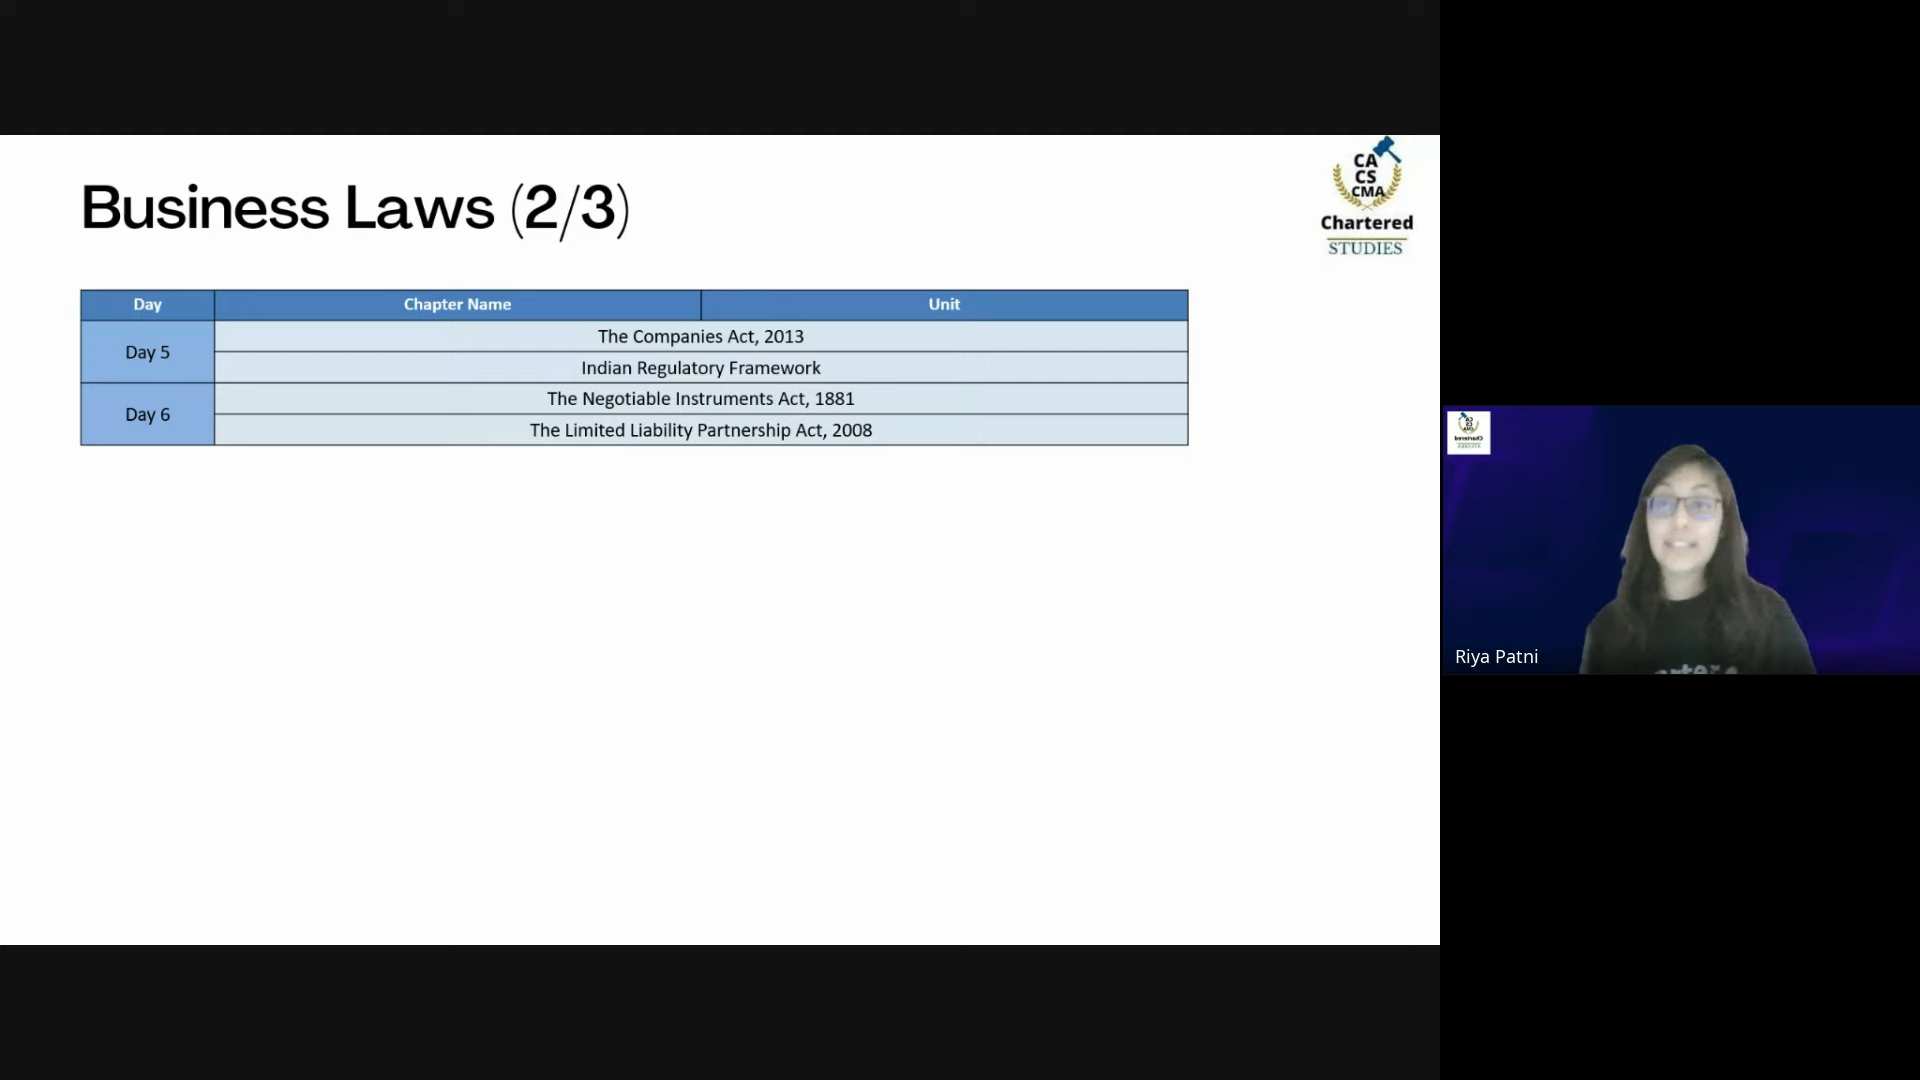 CA
CS
CMA
Chartered
STUDIES
Business Laws (2/3)
Day Chapter Name Unit
Day 5
The Companies Act, 2013
Indian Regulatory Framework
Day 6
The Negotiable Instruments Act, 1881
The Limited Liability Partnership Act, 2008
Riya Patni